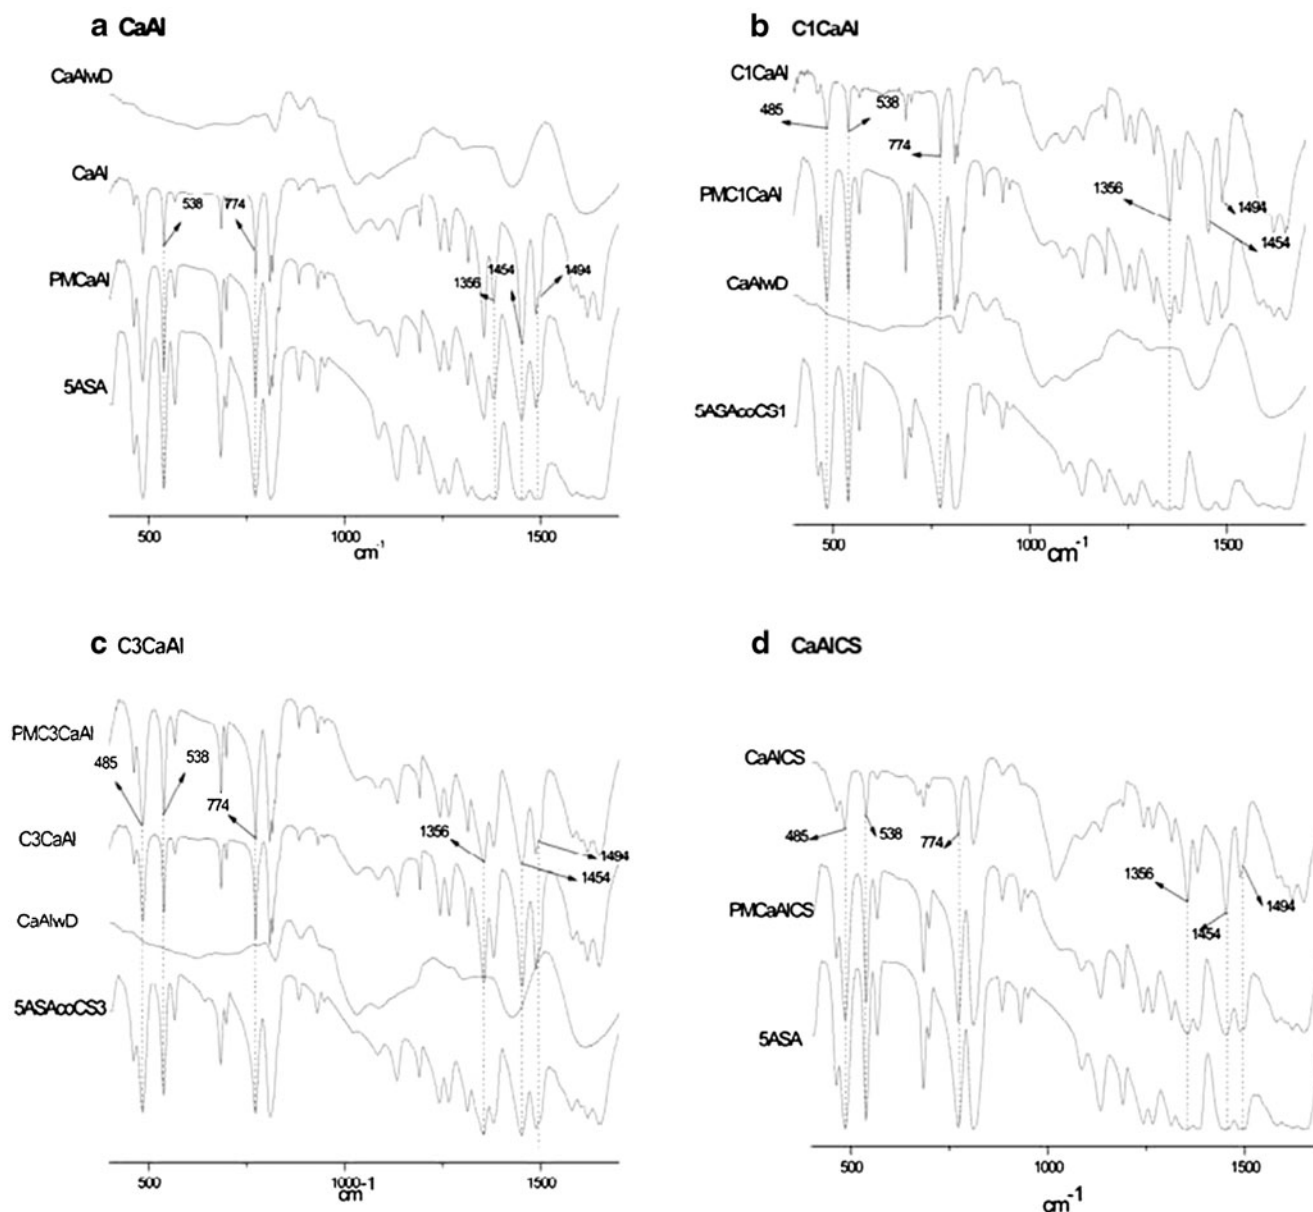 a CaAl
CaAlwD
CaAl
538 774
PMCaAl
1356 1454 1494
5ASA
500 1000 1500
cm-1
b C1CaAl
C1CaAl
485 538
774
PMC1CaAl
1356 1494
1454
CaAlwD
5ASAcoCS1
500 1000 1500
cm-1
c C3CaAl
PMC3CaAl
485 538
774
C3CaAl
1356 1494
1454
CaAlwD
5ASAcoCS3
500 1000 1500
cm-1
d CaAlCS
CaAlCS
485 538 774
1356 1494
PMCaAlCS
1454
5ASA
500 1000 1500
cm-1